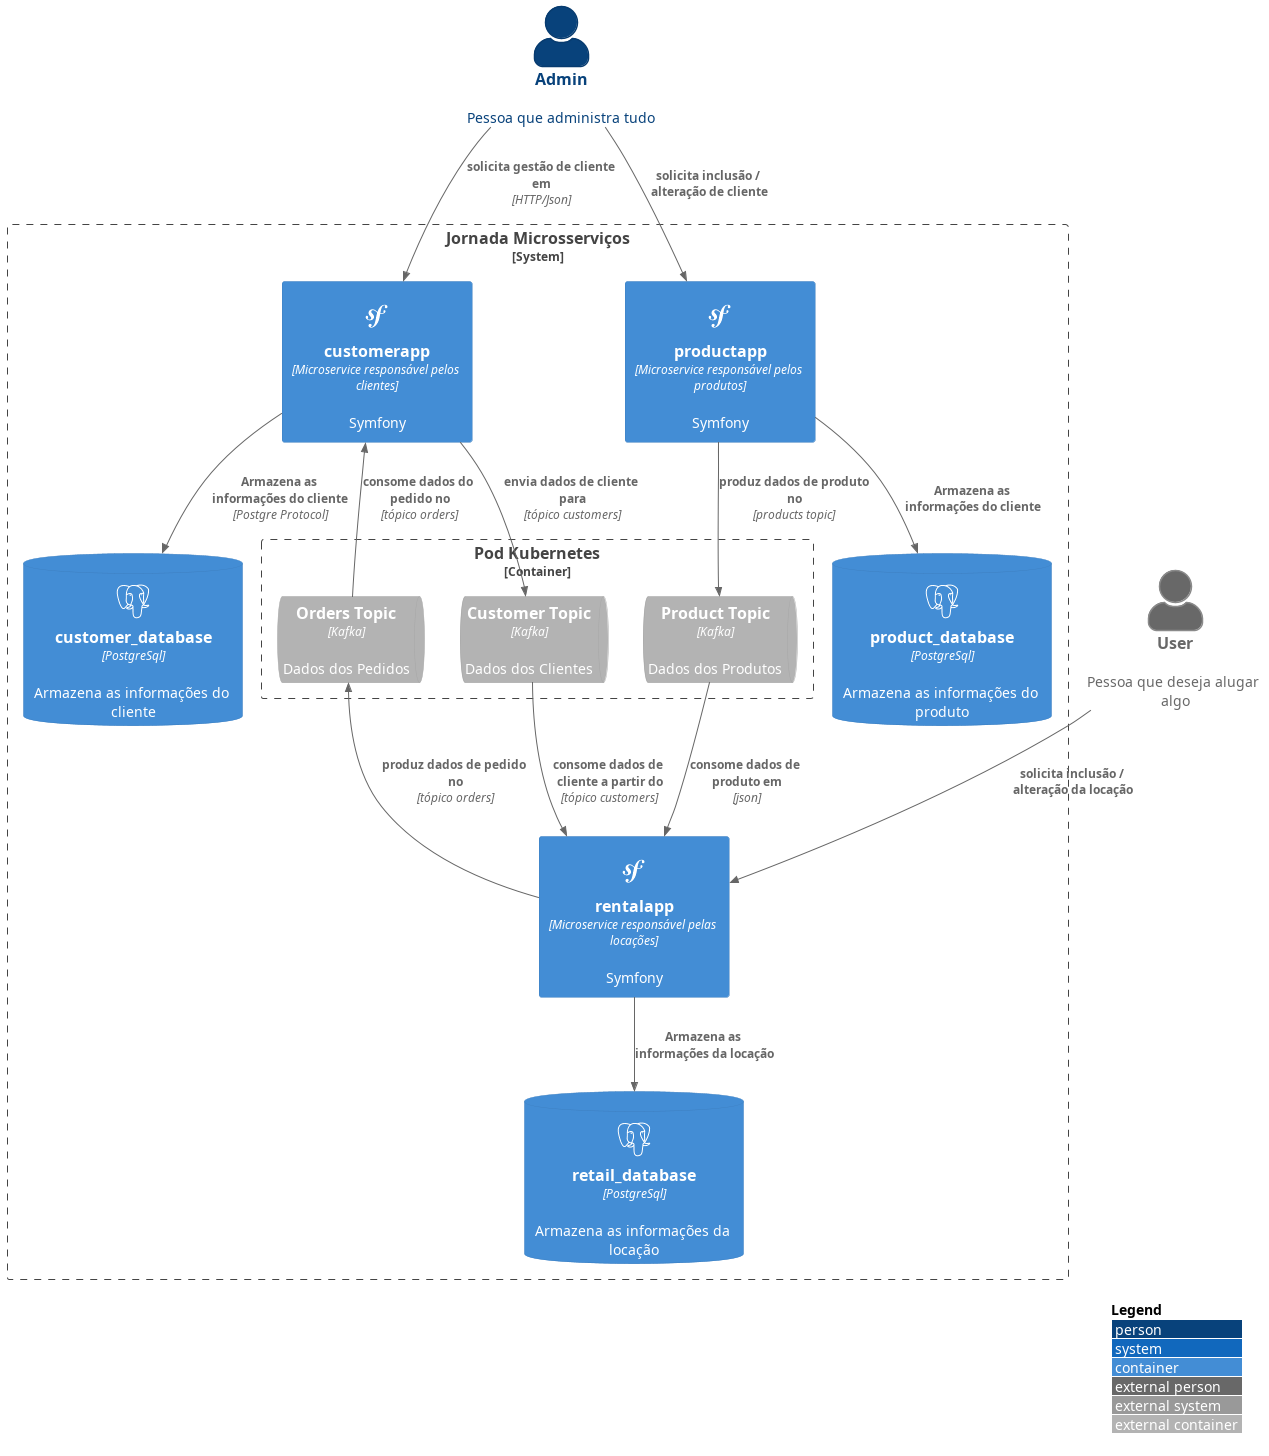 Admin
Pessoa que administra tudo
solicita gestão de cliente
em
[HTTP/Json]
solicita inclusão /
alteração de cliente
Jornada Microsserviços
[System]
customerapp
[Microservice responsável pelos
clientes]
Symfony
productapp
[Microservice responsável pelos
produtos]
Symfony
Armazena as
informações do cliente
[Postgre Protocol]
consome dados do
pedido no
[tópico orders]
envia dados de cliente
para
[tópico customers]
produz dados de produto
no
[products topic]
Armazena as
informações do cliente
Pod Kubernetes
[Container]
customer_database
[PostgreSql]
Armazena as informações do
cliente
Orders Topic
[Kafka]
Dados dos Pedidos
Customer Topic
[Kafka]
Dados dos Clientes
Product Topic
[Kafka]
Dados dos Produtos
product_database
[PostgreSql]
Armazena as informações do
produto
User
Pessoa que deseja alugar
algo
produz dados de pedido
no
[tópico orders]
consome dados de
cliente a partir do
[tópico customers]
consome dados de
produto em
[json]
solicita inclusão /
alteração da locação
rentalapp
[Microservice responsável pelas
locações]
Symfony
Armazena as
informações da locação
retail_database
[PostgreSql]
Armazena as informações da
locação
Legend
person
system
container
external person
external system
external container